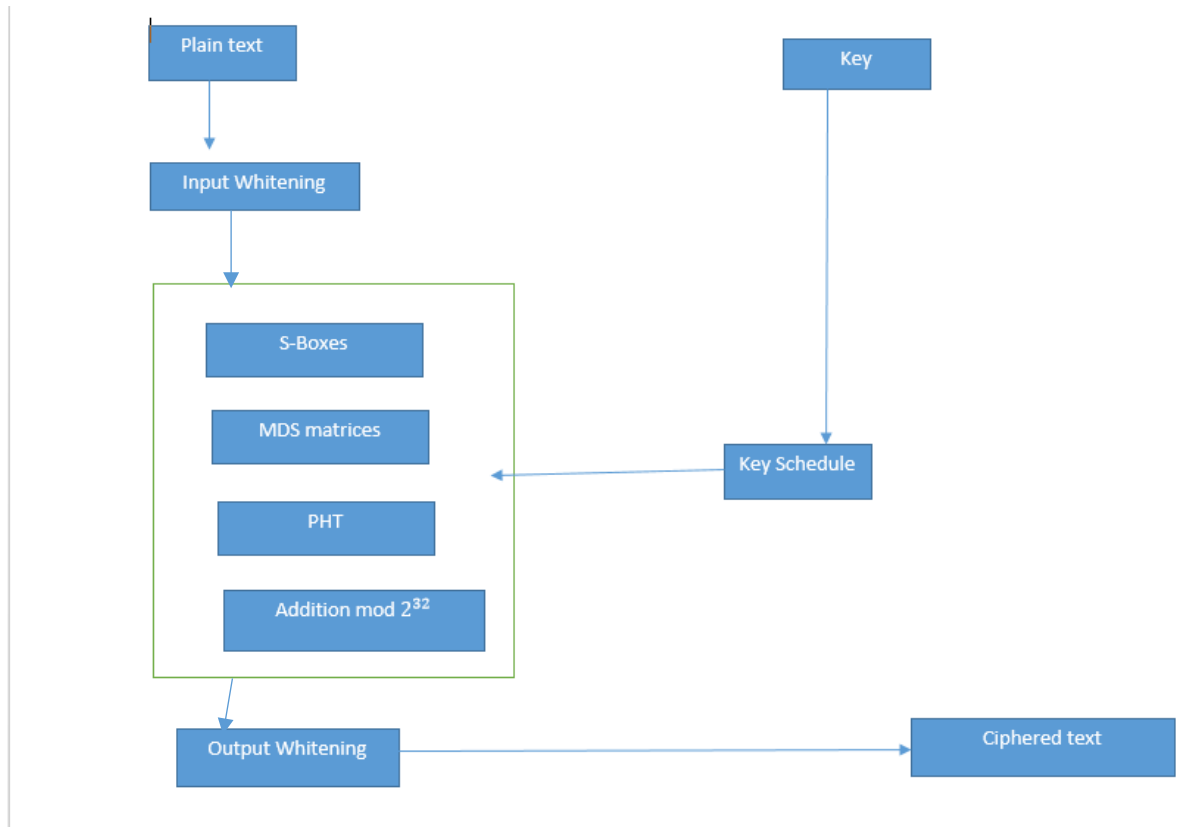 Plain text
Key
Input Whitening
S-Boxes
MDS matrices
Key Schedule
PHT
Addition mod 2³²
Output Whitening
Ciphered text